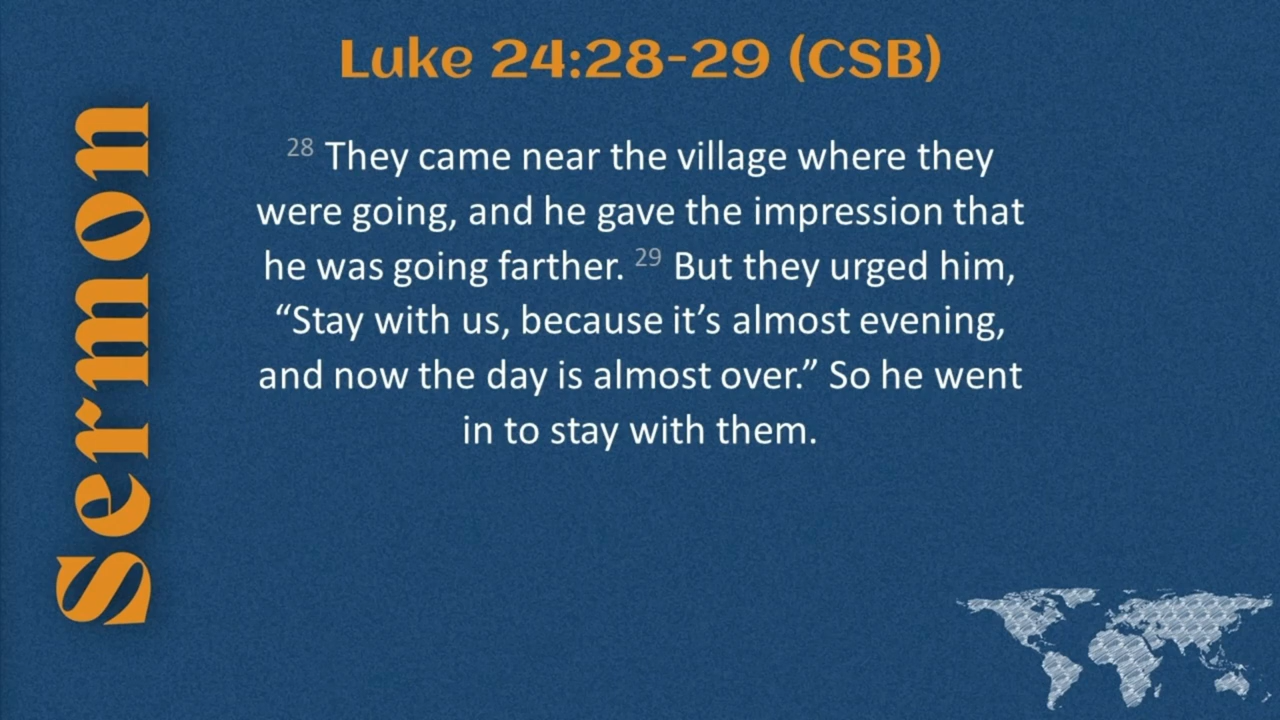 Luke 24:28-29 (CSB)
Sermon
28 They came near the village where they
were going, and he gave the impression that
he was going farther. 29 But they urged him,
“Stay with us, because it’s almost evening,
and now the day is almost over.” So he went
in to stay with them.